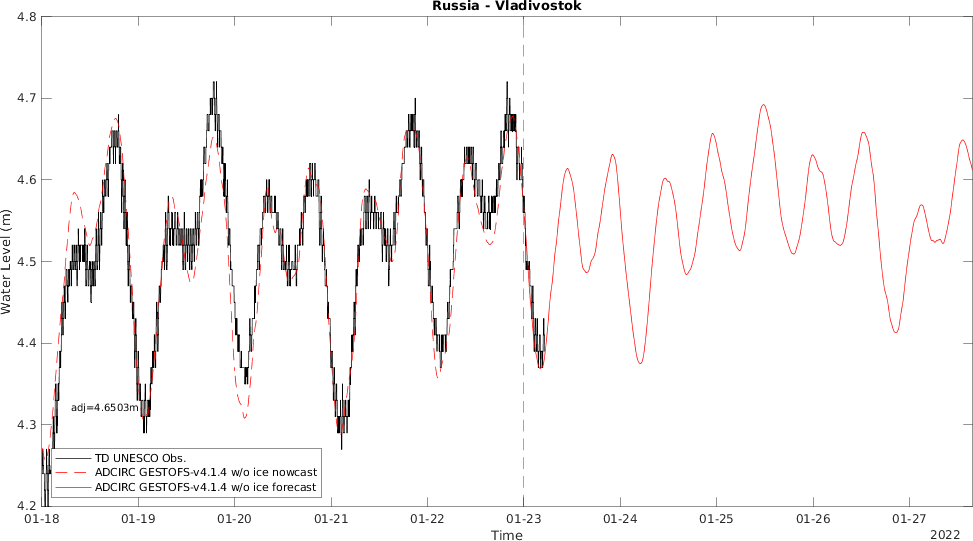 Russia - Vladivostok
4.8
4.7
4.6
4.5
4.4
4.3
4.2
Water Level (m)
adj=4.6503m
TD UNESCO Obs.
ADCIRC GESTOFS-v4.1.4 w/o ice nowcast
ADCIRC GESTOFS-v4.1.4 w/o ice forecast
01-18 01-19 01-20 01-21 01-22 01-23 01-24 01-25 01-26 01-27
Time
2022